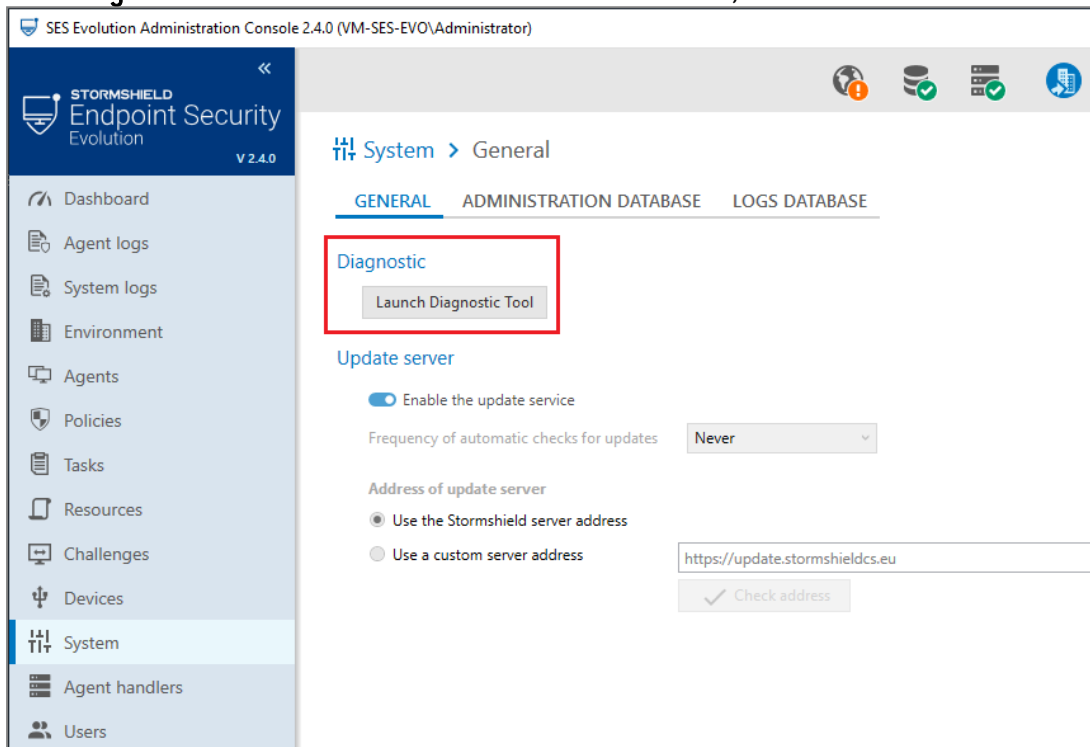 SES Evolution Administration Console 2.4.0 (VM-SES-EVO\Administrator)
«
STORMSHIELD
Endpoint Security
Evolution
V 2.4.0
Dashboard
Agent logs
System logs
Environment
Agents
Policies
Tasks
Resources
Challenges
Devices
System
Agent handlers
Users
System > General
GENERAL ADMINISTRATION DATABASE LOGS DATABASE
Diagnostic
Launch Diagnostic Tool
Update server
Enable the update service
Frequency of automatic checks for updates Never
Address of update server
Use the Stormshield server address
Use a custom server address https://update.stormshieldcs.eu
Check address